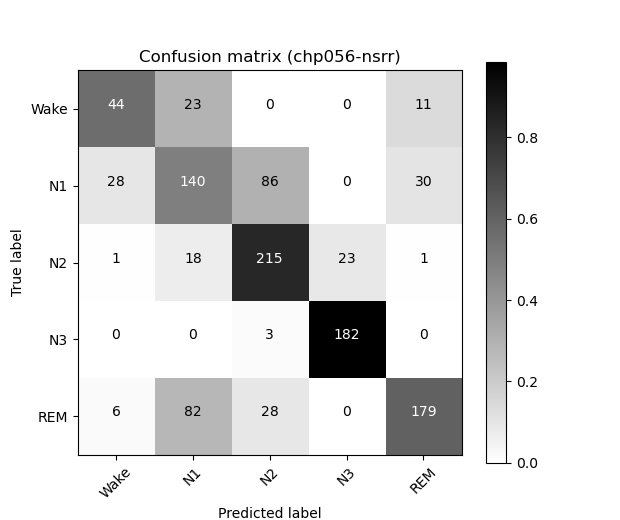 Confusion matrix (chp056-nsrr)
Wake 44 23 0 0 11
N1 28 140 86 0 30
N2 1 18 215 23 1
N3 0 0 3 182 0
REM 6 82 28 0 179
Wake N1 N2 N3 REM
Predicted label
True label
0.8
0.6
0.4
0.2
0.0